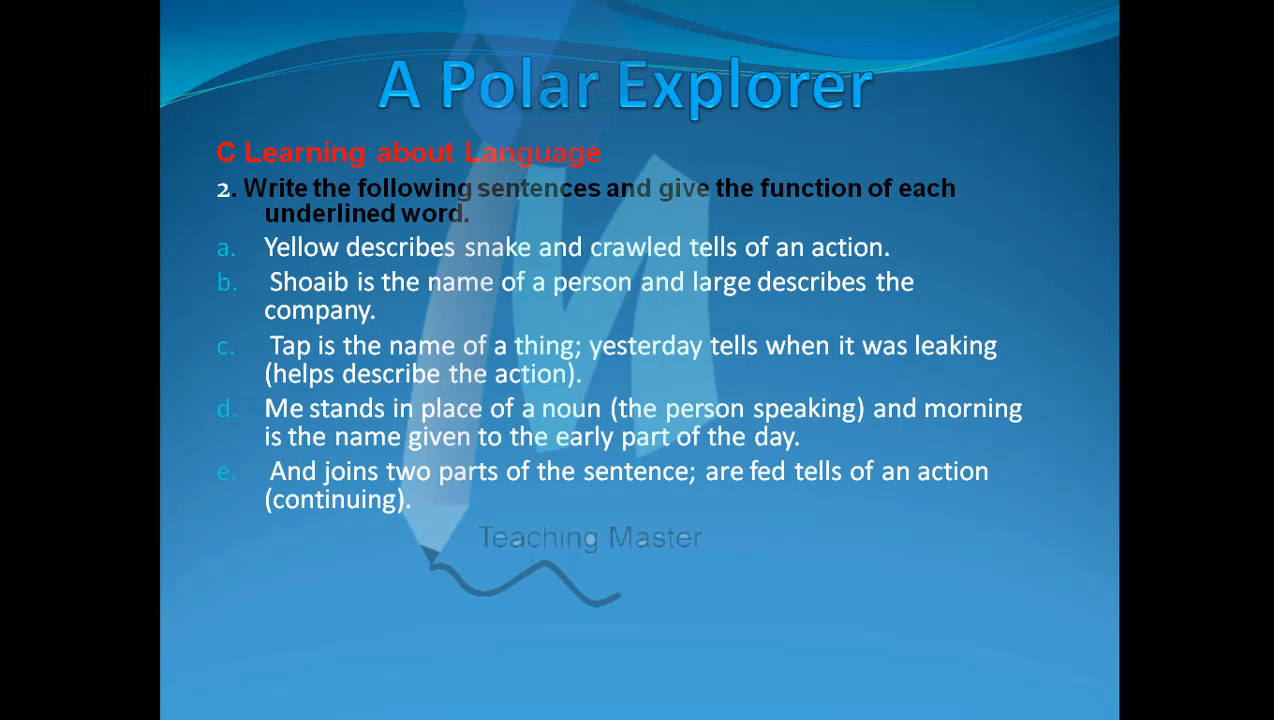 A Polar Explorer
C Learning about Language
2. Write the following sentences and give the function of each
underlined word.
a. Yellow describes snake and crawled tells of an action.
b. Shoaib is the name of a person and large describes the
company.
c. Tap is the name of a thing; yesterday tells when it was leaking
(helps describe the action).
d. Me stands in place of a noun (the person speaking) and morning
is the name given to the early part of the day.
e. And joins two parts of the sentence; are fed tells of an action
(continuing).
Teaching Master